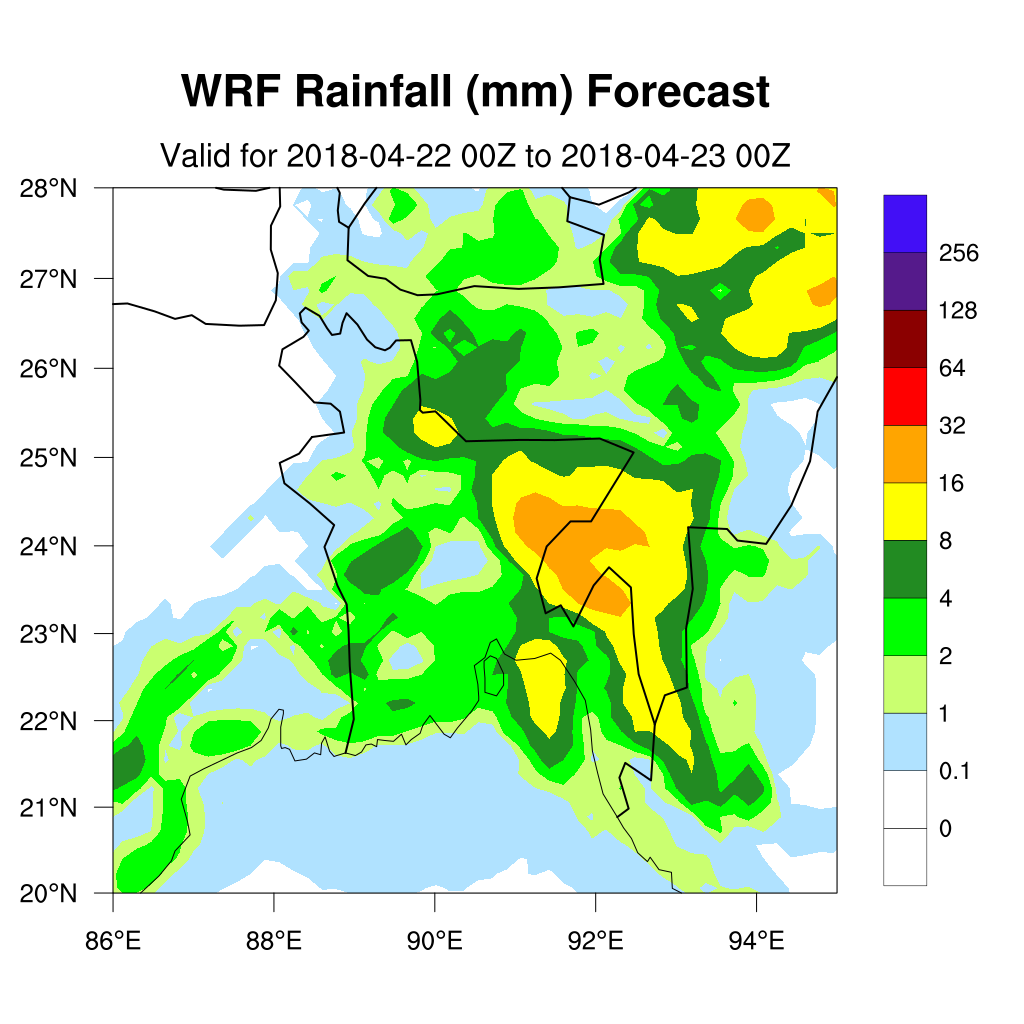 WRF Rainfall (mm) Forecast
Valid for 2018-04-22 00Z to 2018-04-23 00Z
28°N
27°N
26°N
25°N
24°N
23°N
22°N
21°N
20°N
86°E
88°E
90°E
92°E
94°E
256
128
64
32
16
8
4
2
1
0.1
0